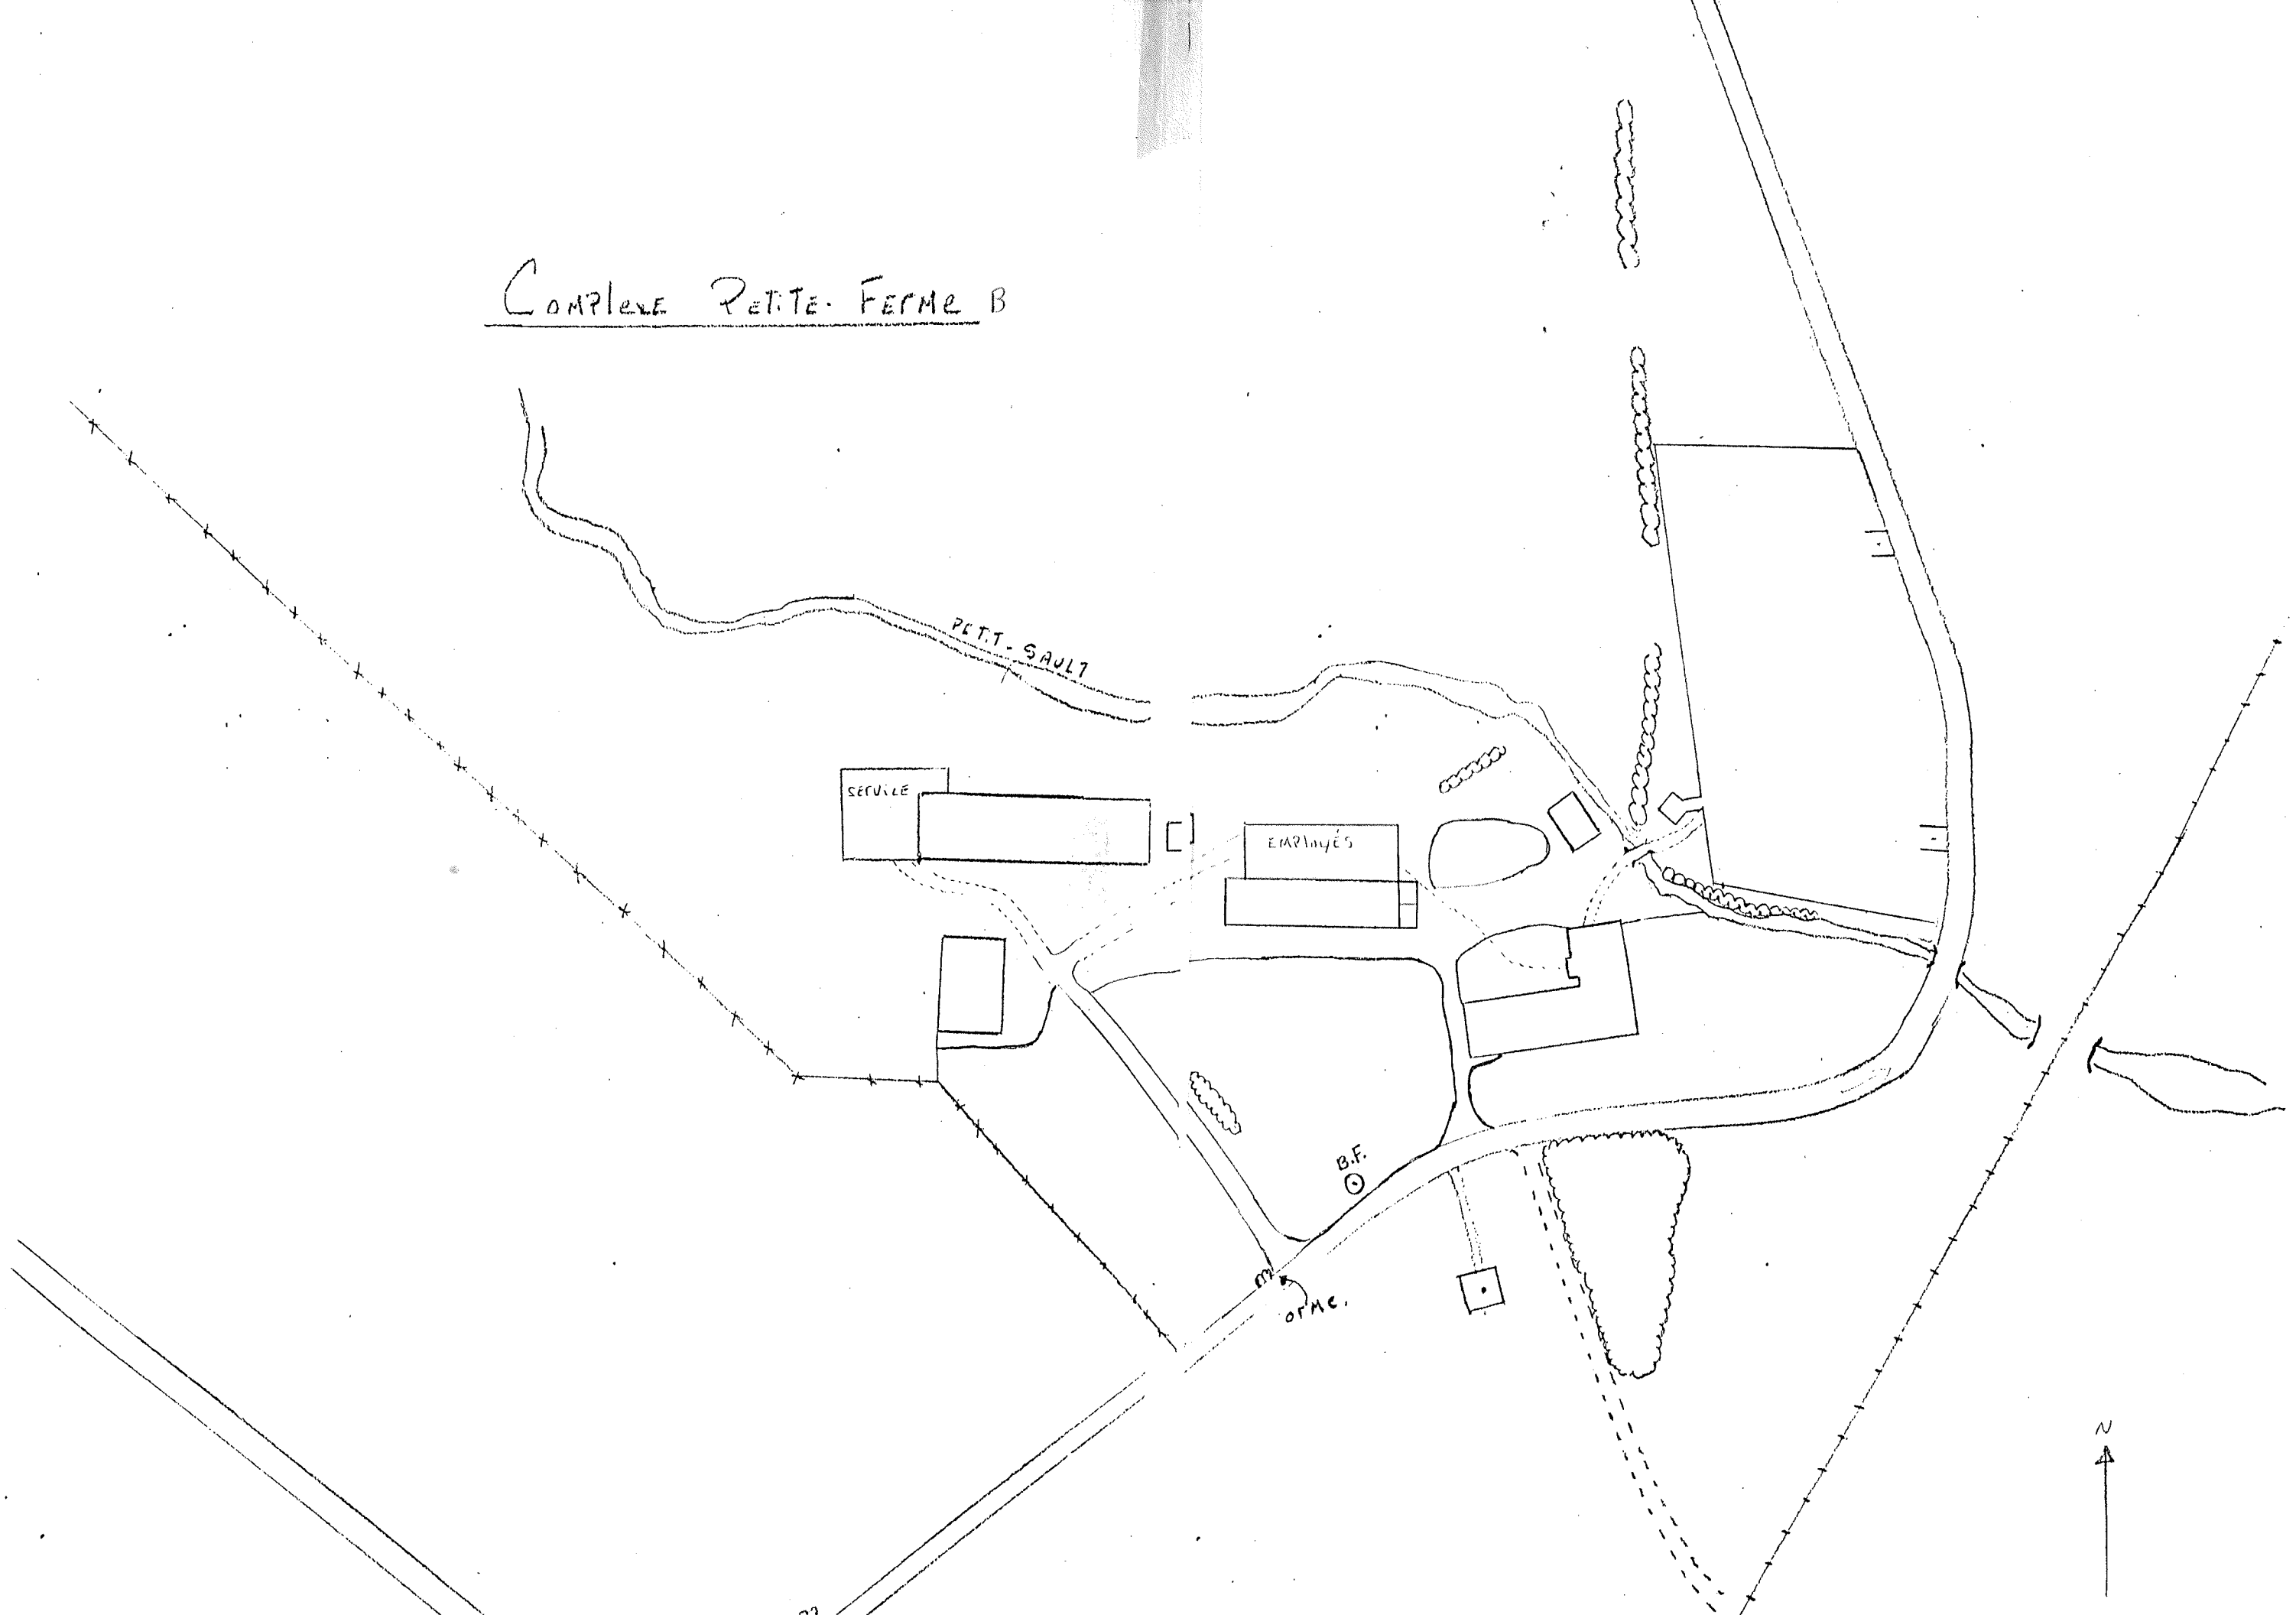 Complexe Petite-Ferme B
PETIT-SAULT
SERVICE
EMPloyÉS
B.F.
orme.
N